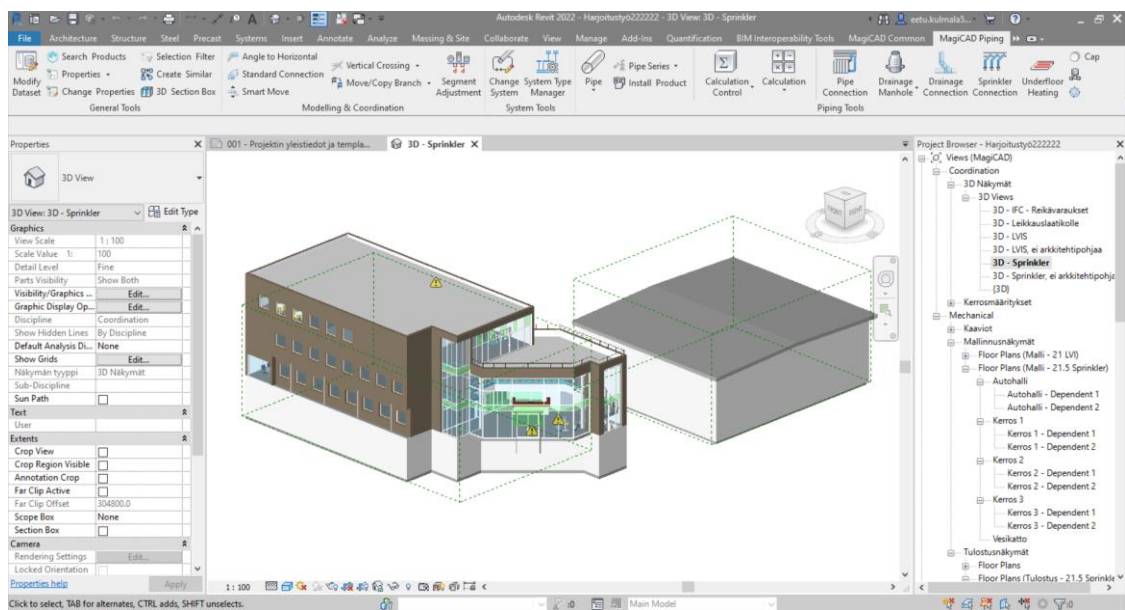 Autodesk Revit 2022 - Harjoitustyö222222 - 3D View: 3D - Sprinkler
eetu.kulmala5...
File Architecture Structure Steel Precast Systems Insert Annotate Analyze Massing & Site Collaborate View Manage Add-Ins Quantification BIM Interoperability Tools MagiCAD Common MagiCAD Piping
Search Products Selection Filter Angle to Horizontal Vertical Crossing Pipe Series Cap
Properties Create Similar Standard Connection Move/Copy Branch Install Product
Change Properties 3D Section Box Smart Move
Modify Dataset
Segment Adjustment
Change System
System Type Manager
Pipe
Calculation Control
Calculation
Pipe Connection
Drainage Manhole
Drainage Connection
Sprinkler Connection
Underfloor Heating
General Tools Modelling & Coordination System Tools Piping Tools
Properties
001 - Projektin yleistiedot ja templa... 3D - Sprinkler
Project Browser - Harjoitustyö222222
3D View
3D View: 3D - Sprinkler Edit Type
Graphics
View Scale 1 : 100
Scale Value 1: 100
Detail Level Fine
Parts Visibility Show Both
Visibility/Graphics ... Edit...
Graphic Display Op... Edit...
Discipline Coordination
Show Hidden Lines By Discipline
Default Analysis Di... None
Show Grids Edit...
Näkymän tyyppi 3D Näkymät
Sub-Discipline
Sun Path
Text
User
Extents
Crop View
Crop Region Visible
Annotation Crop
Far Clip Active
Far Clip Offset 304800.0
Scope Box None
Section Box
Camera
Rendering Settings Edit...
Locked Orientation
Properties help Apply
FRONT
Views (MagiCAD)
Coordination
3D Näkymät
3D Views
3D - IFC - Reikävaraukset
3D - Leikkauslaatikolle
3D - LVIS
3D - LVIS, ei arkkitehtipohjaa
3D - Sprinkler
3D - Sprinkler, ei arkkitehtipohja
{3D}
Kerrosmääritykset
Mechanical
Kaaviot
Mallinnusnäkymät
Floor Plans (Malli - 21 LVI)
Floor Plans (Malli - 21.5 Sprinkler)
Autohalli
Autohalli - Dependent 1
Autohalli - Dependent 2
Kerros 1
Kerros 1 - Dependent 1
Kerros 1 - Dependent 2
Kerros 2
Kerros 2 - Dependent 1
Kerros 2 - Dependent 2
Kerros 3
Kerros 3 - Dependent 1
Kerros 3 - Dependent 2
Vesikatto
Tulostusnäkymät
Floor Plans
Floor Plans (Tulostus - 21.5 Sprinkle
1 : 100
Click to select, TAB for alternates, CTRL adds, SHIFT unselects.
:0
Main Model
:0